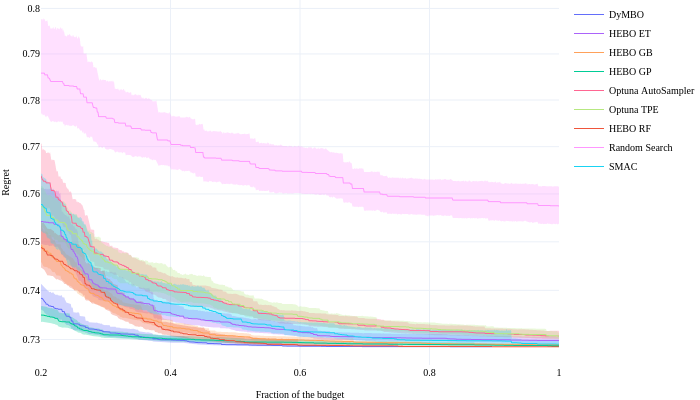 0.8
0.79
0.78
0.77
0.76
0.75
0.74
0.73
Regret
0.2
0.4
0.6
0.8
1
Fraction of the budget
DyMBO
HEBO ET
HEBO GB
HEBO GP
Optuna AutoSampler
Optuna TPE
HEBO RF
Random Search
SMAC